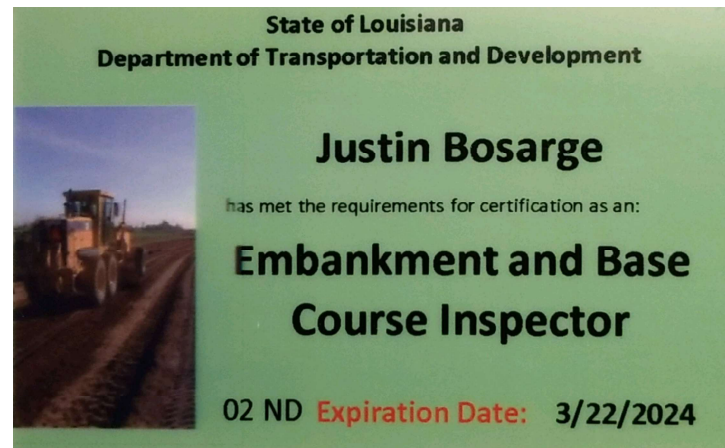 State of Louisiana
Department of Transportation and Development
Justin Bosarge
has met the requirements for certification as an:
Embankment and Base
Course Inspector
02 ND Expiration Date: 3/22/2024